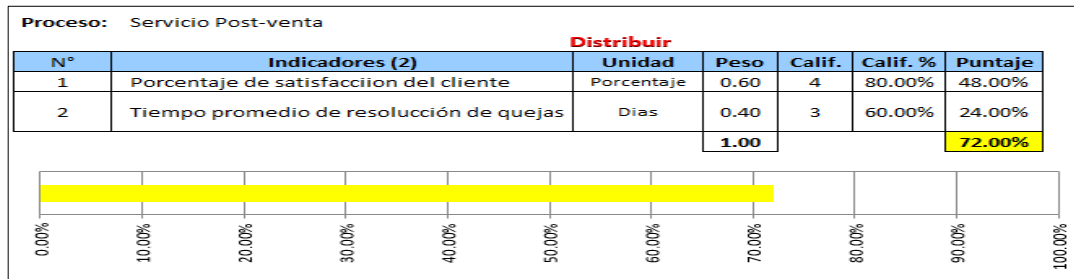 Proceso: Servicio Post-venta
Distribuir
N° Indicadores (2) Unidad Peso Calif. Calif. % Puntaje
1 Porcentaje de satisfacciion del cliente Porcentaje 0.60 4 80.00% 48.00%
2 Tiempo promedio de resolucción de quejas Dias 0.40 3 60.00% 24.00%
1.00 72.00%
0.00% 10.00% 20.00% 30.00% 40.00% 50.00% 60.00% 70.00% 80.00% 90.00% 100.00%